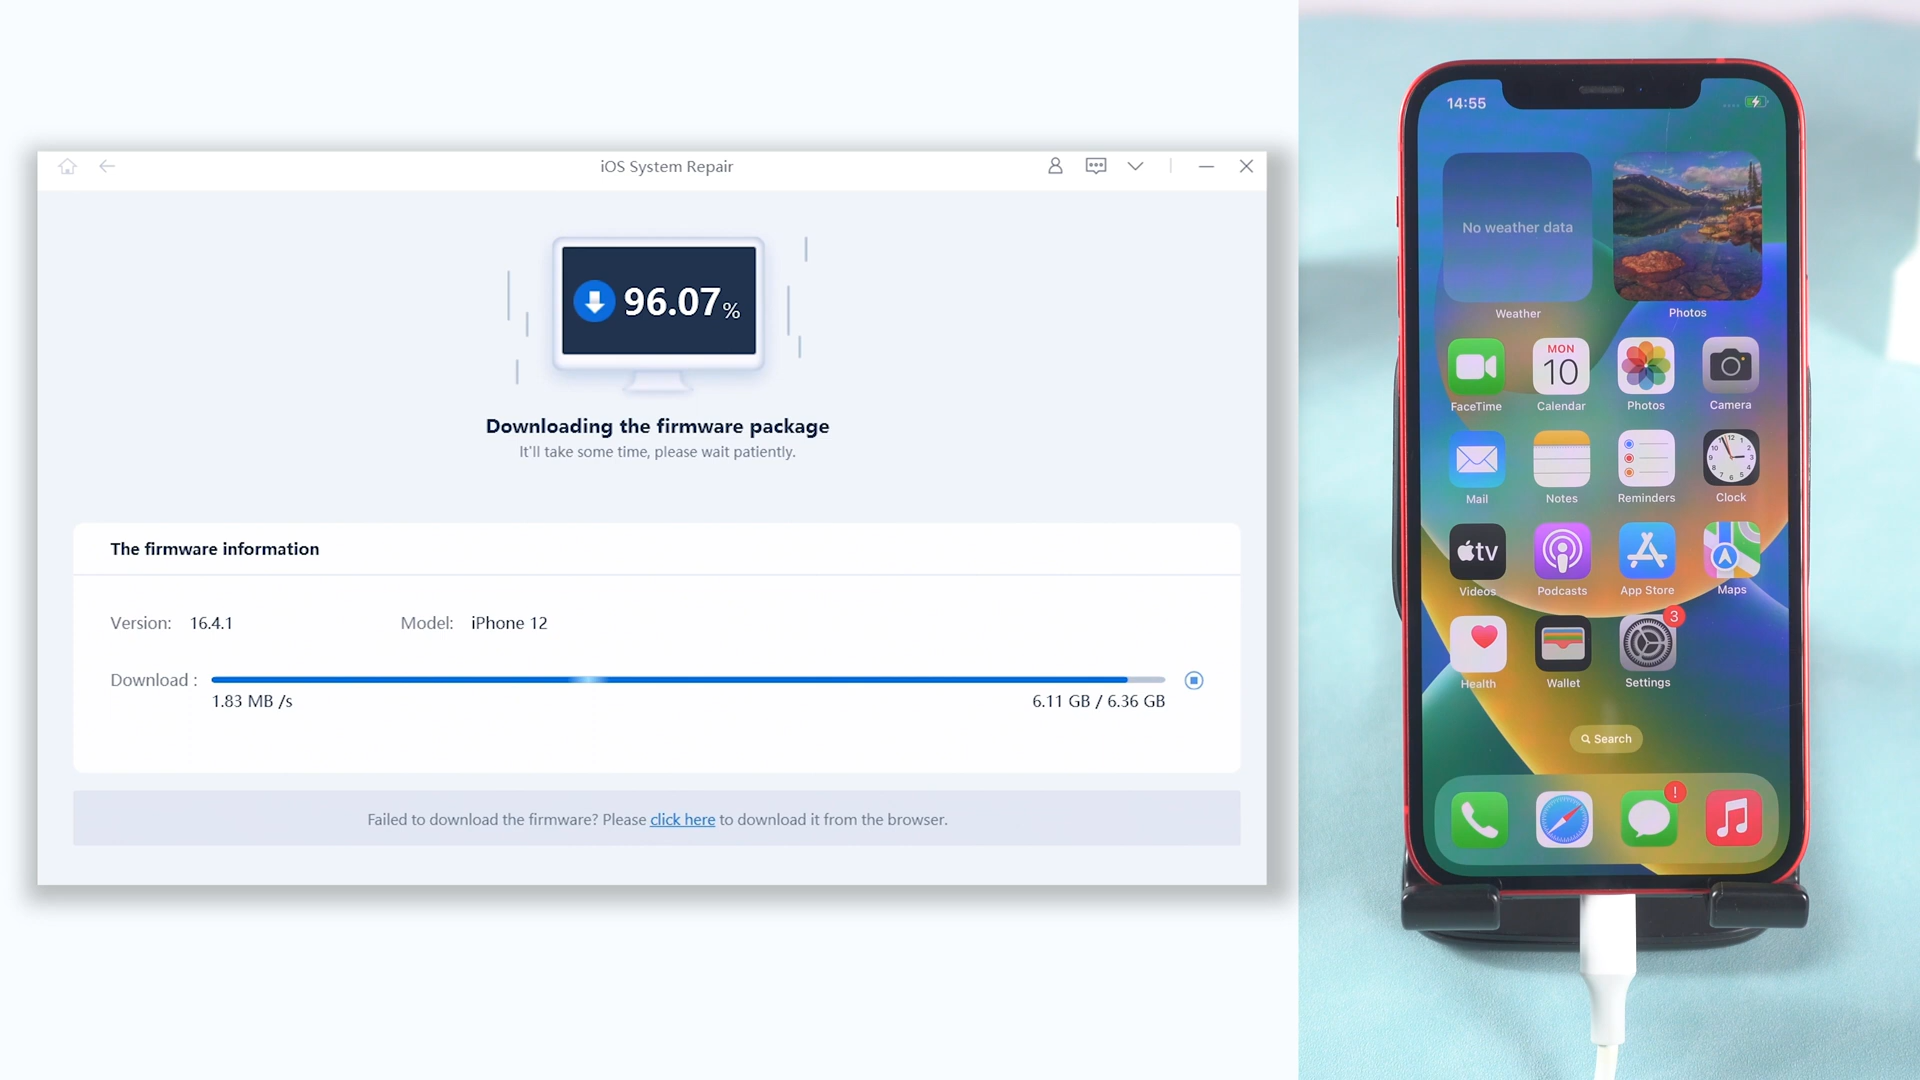 iOS System Repair
96.07%
Downloading the firmware package
It'll take some time, please wait patiently.
The firmware information
Version: 16.4.1 Model: iPhone 12
Download :
1.83 MB /s 6.11 GB / 6.36 GB
Failed to download the firmware? Please click here to download it from the browser.
14:55
No weather data
Weather Photos
MON
10
FaceTime Calendar Photos Camera
Mail Notes Reminders Clock
tv
Videos Podcasts App Store Maps
3
Health Wallet Settings
Search
!